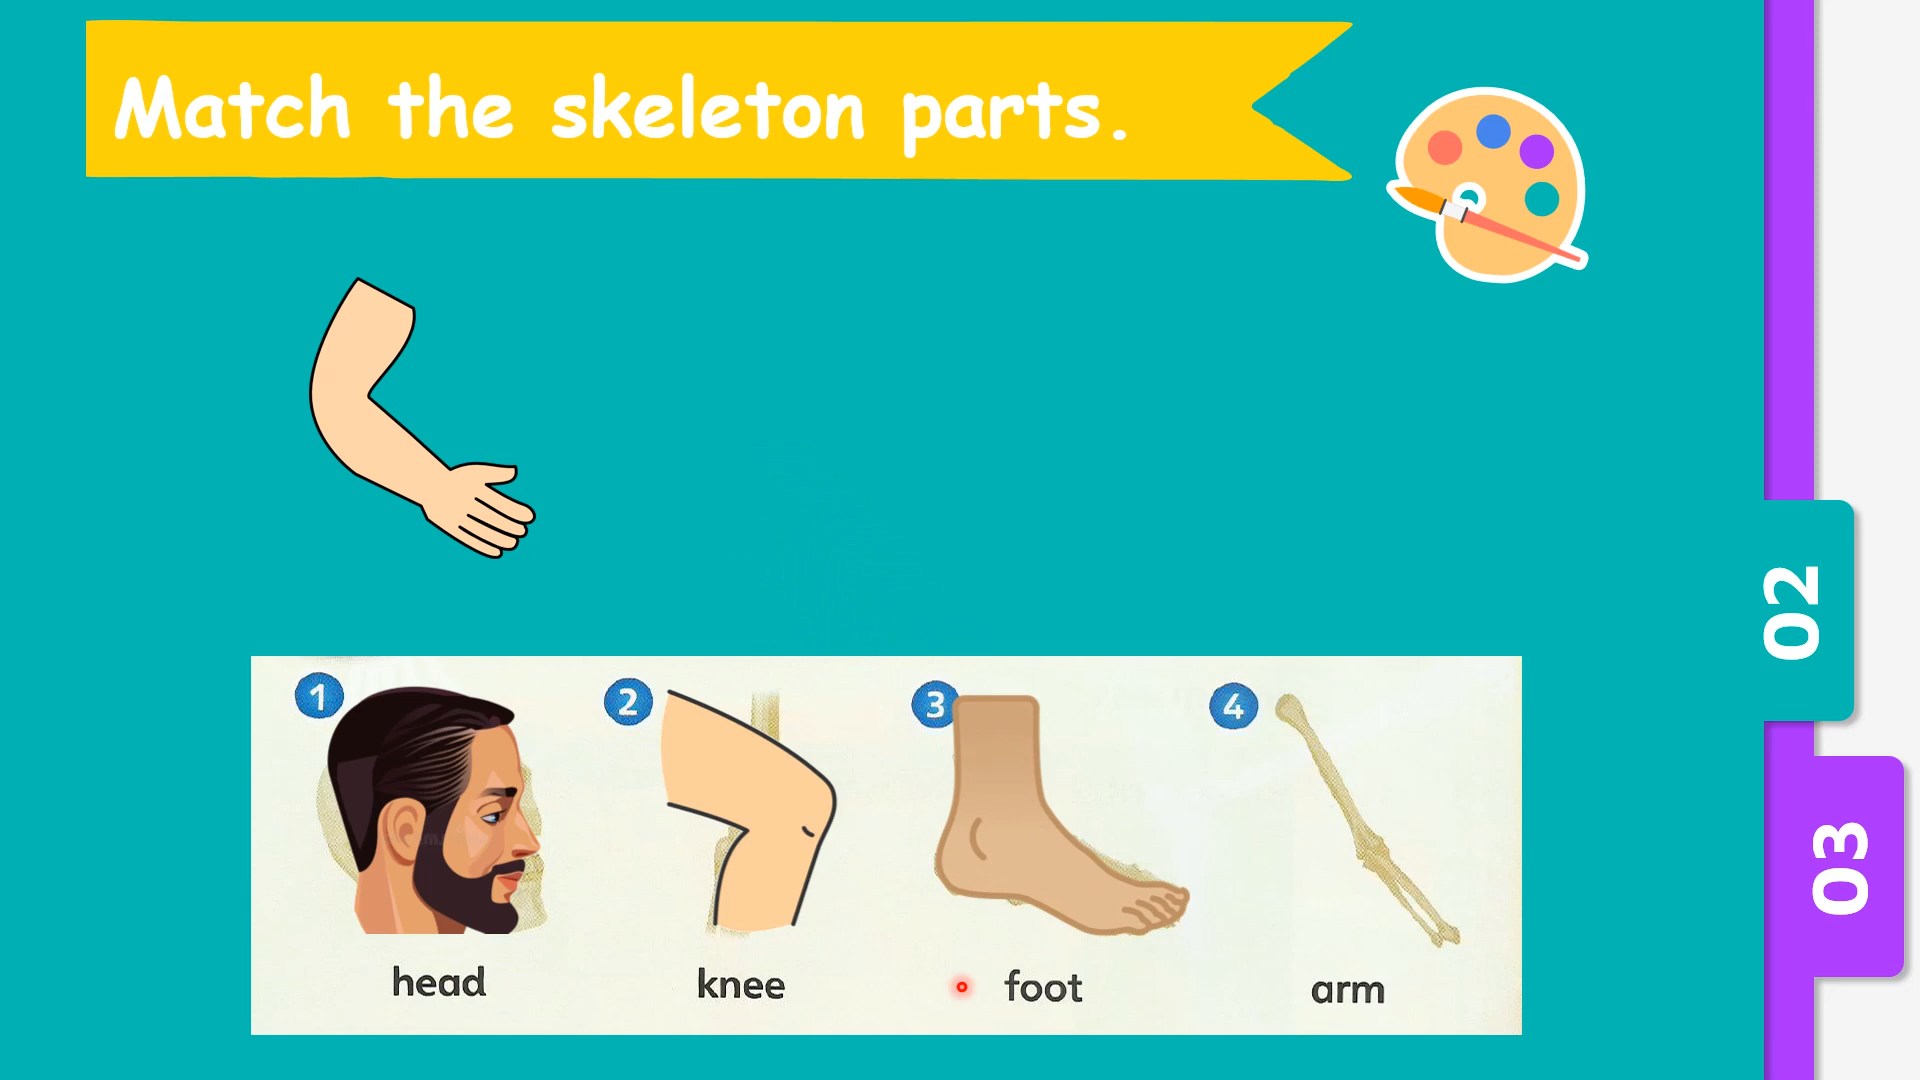 Match the skeleton parts.
1
2
3
4
head
knee
foot
arm
02
03